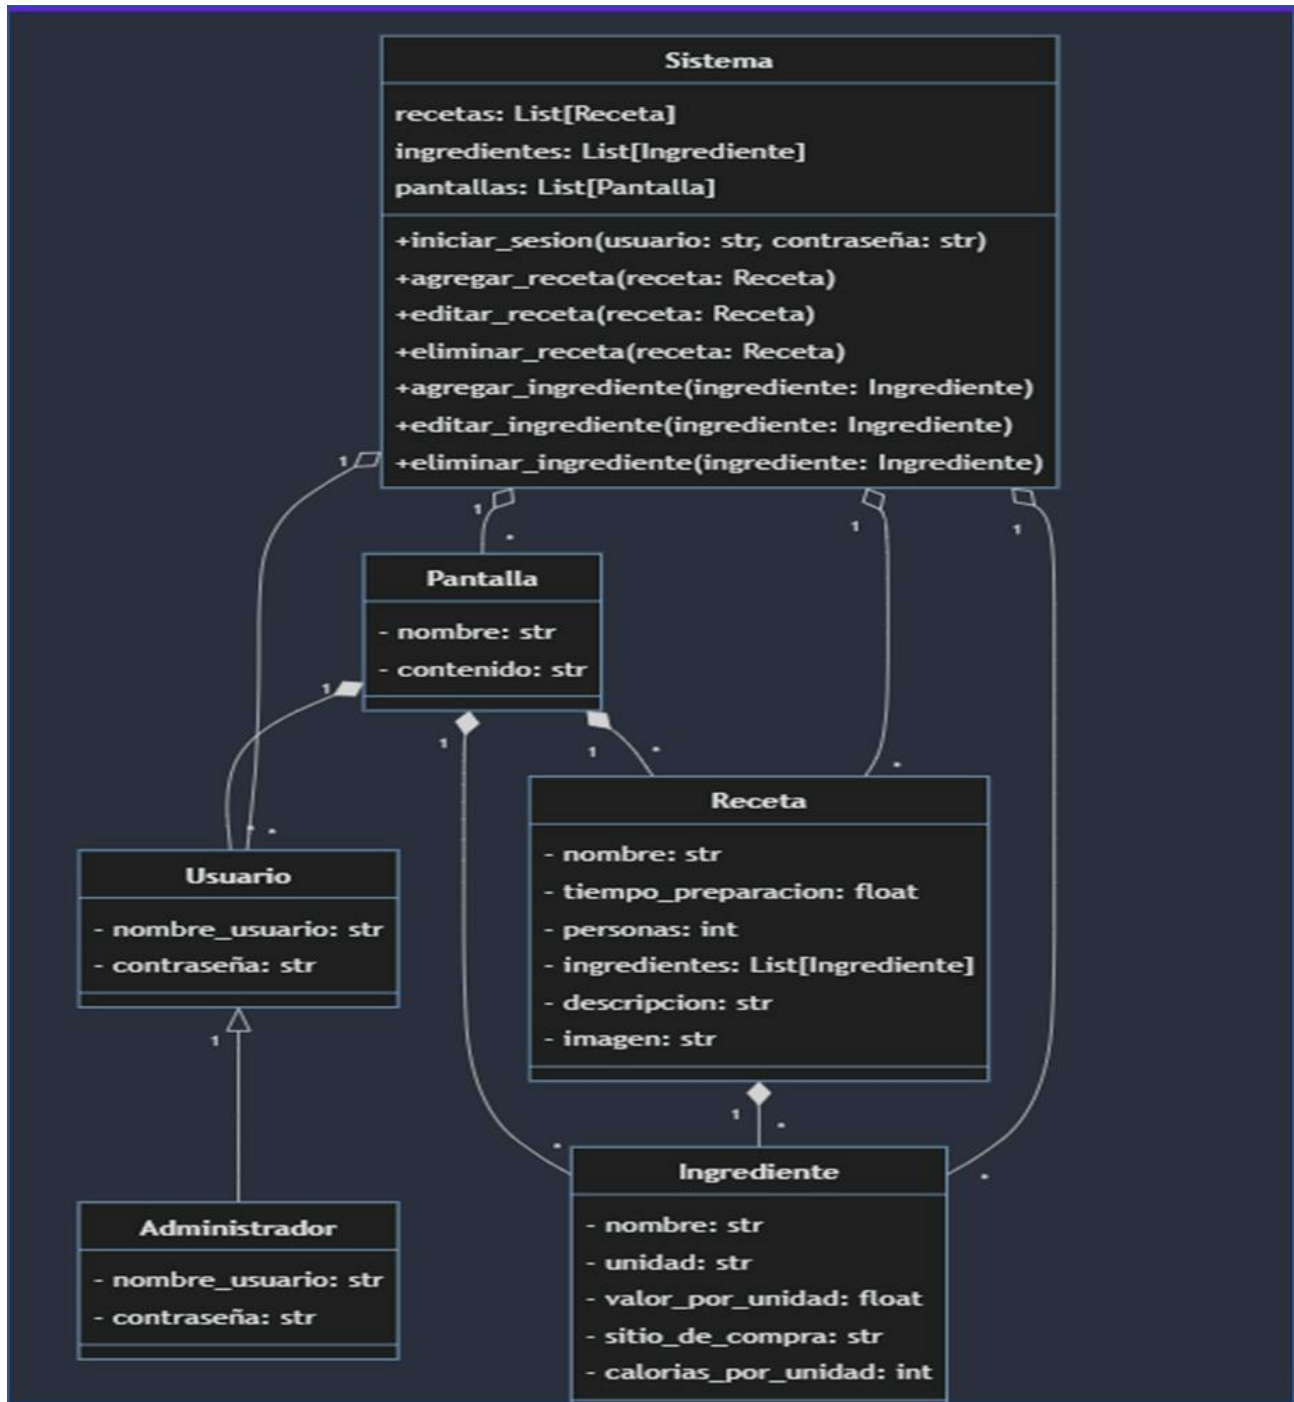 Sistema
recetas: List[Receta]
ingredientes: List[Ingrediente]
pantallas: List[Pantalla]
+iniciar_sesion(usuario: str, contraseña: str)
+agregar_receta(receta: Receta)
+editar_receta(receta: Receta)
+eliminar_receta(receta: Receta)
+agregar_ingrediente(ingrediente: Ingrediente)
+editar_ingrediente(ingrediente: Ingrediente)
+eliminar_ingrediente(ingrediente: Ingrediente)
1
1
1
1
*
Pantalla
- nombre: str
- contenido: str
1
1
1
*
*
Receta
- nombre: str
- tiempo_preparacion: float
- personas: int
- ingredientes: List[Ingrediente]
- descripcion: str
- imagen: str
* *
Usuario
- nombre_usuario: str
- contraseña: str
1
1
*
*
*
Administrador
- nombre_usuario: str
- contraseña: str
Ingrediente
- nombre: str
- unidad: str
- valor_por_unidad: float
- sitio_de_compra: str
- calorias_por_unidad: int